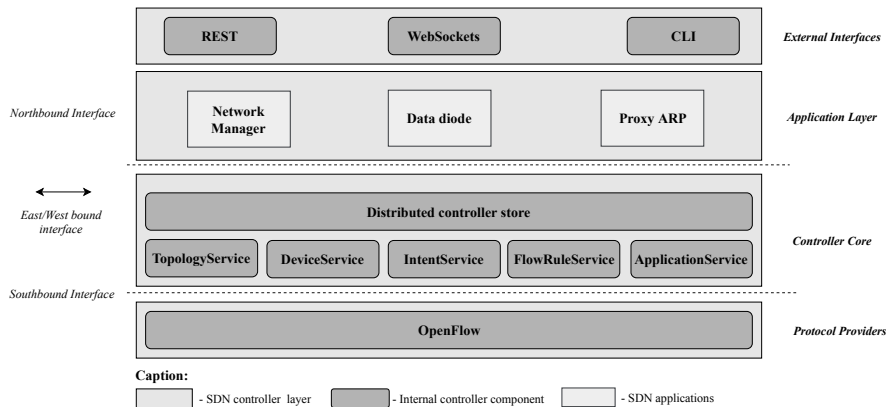 REST
WebSockets
CLI
External Interfaces
Northbound Interface
Network
Manager
Data diode
Proxy ARP
Application Layer
East/West bound
interface
Distributed controller store
TopologyService
DeviceService
IntentService
FlowRuleService
ApplicationService
Controller Core
Southbound Interface
OpenFlow
Protocol Providers
Caption:
- SDN controller layer
- Internal controller component
- SDN applications